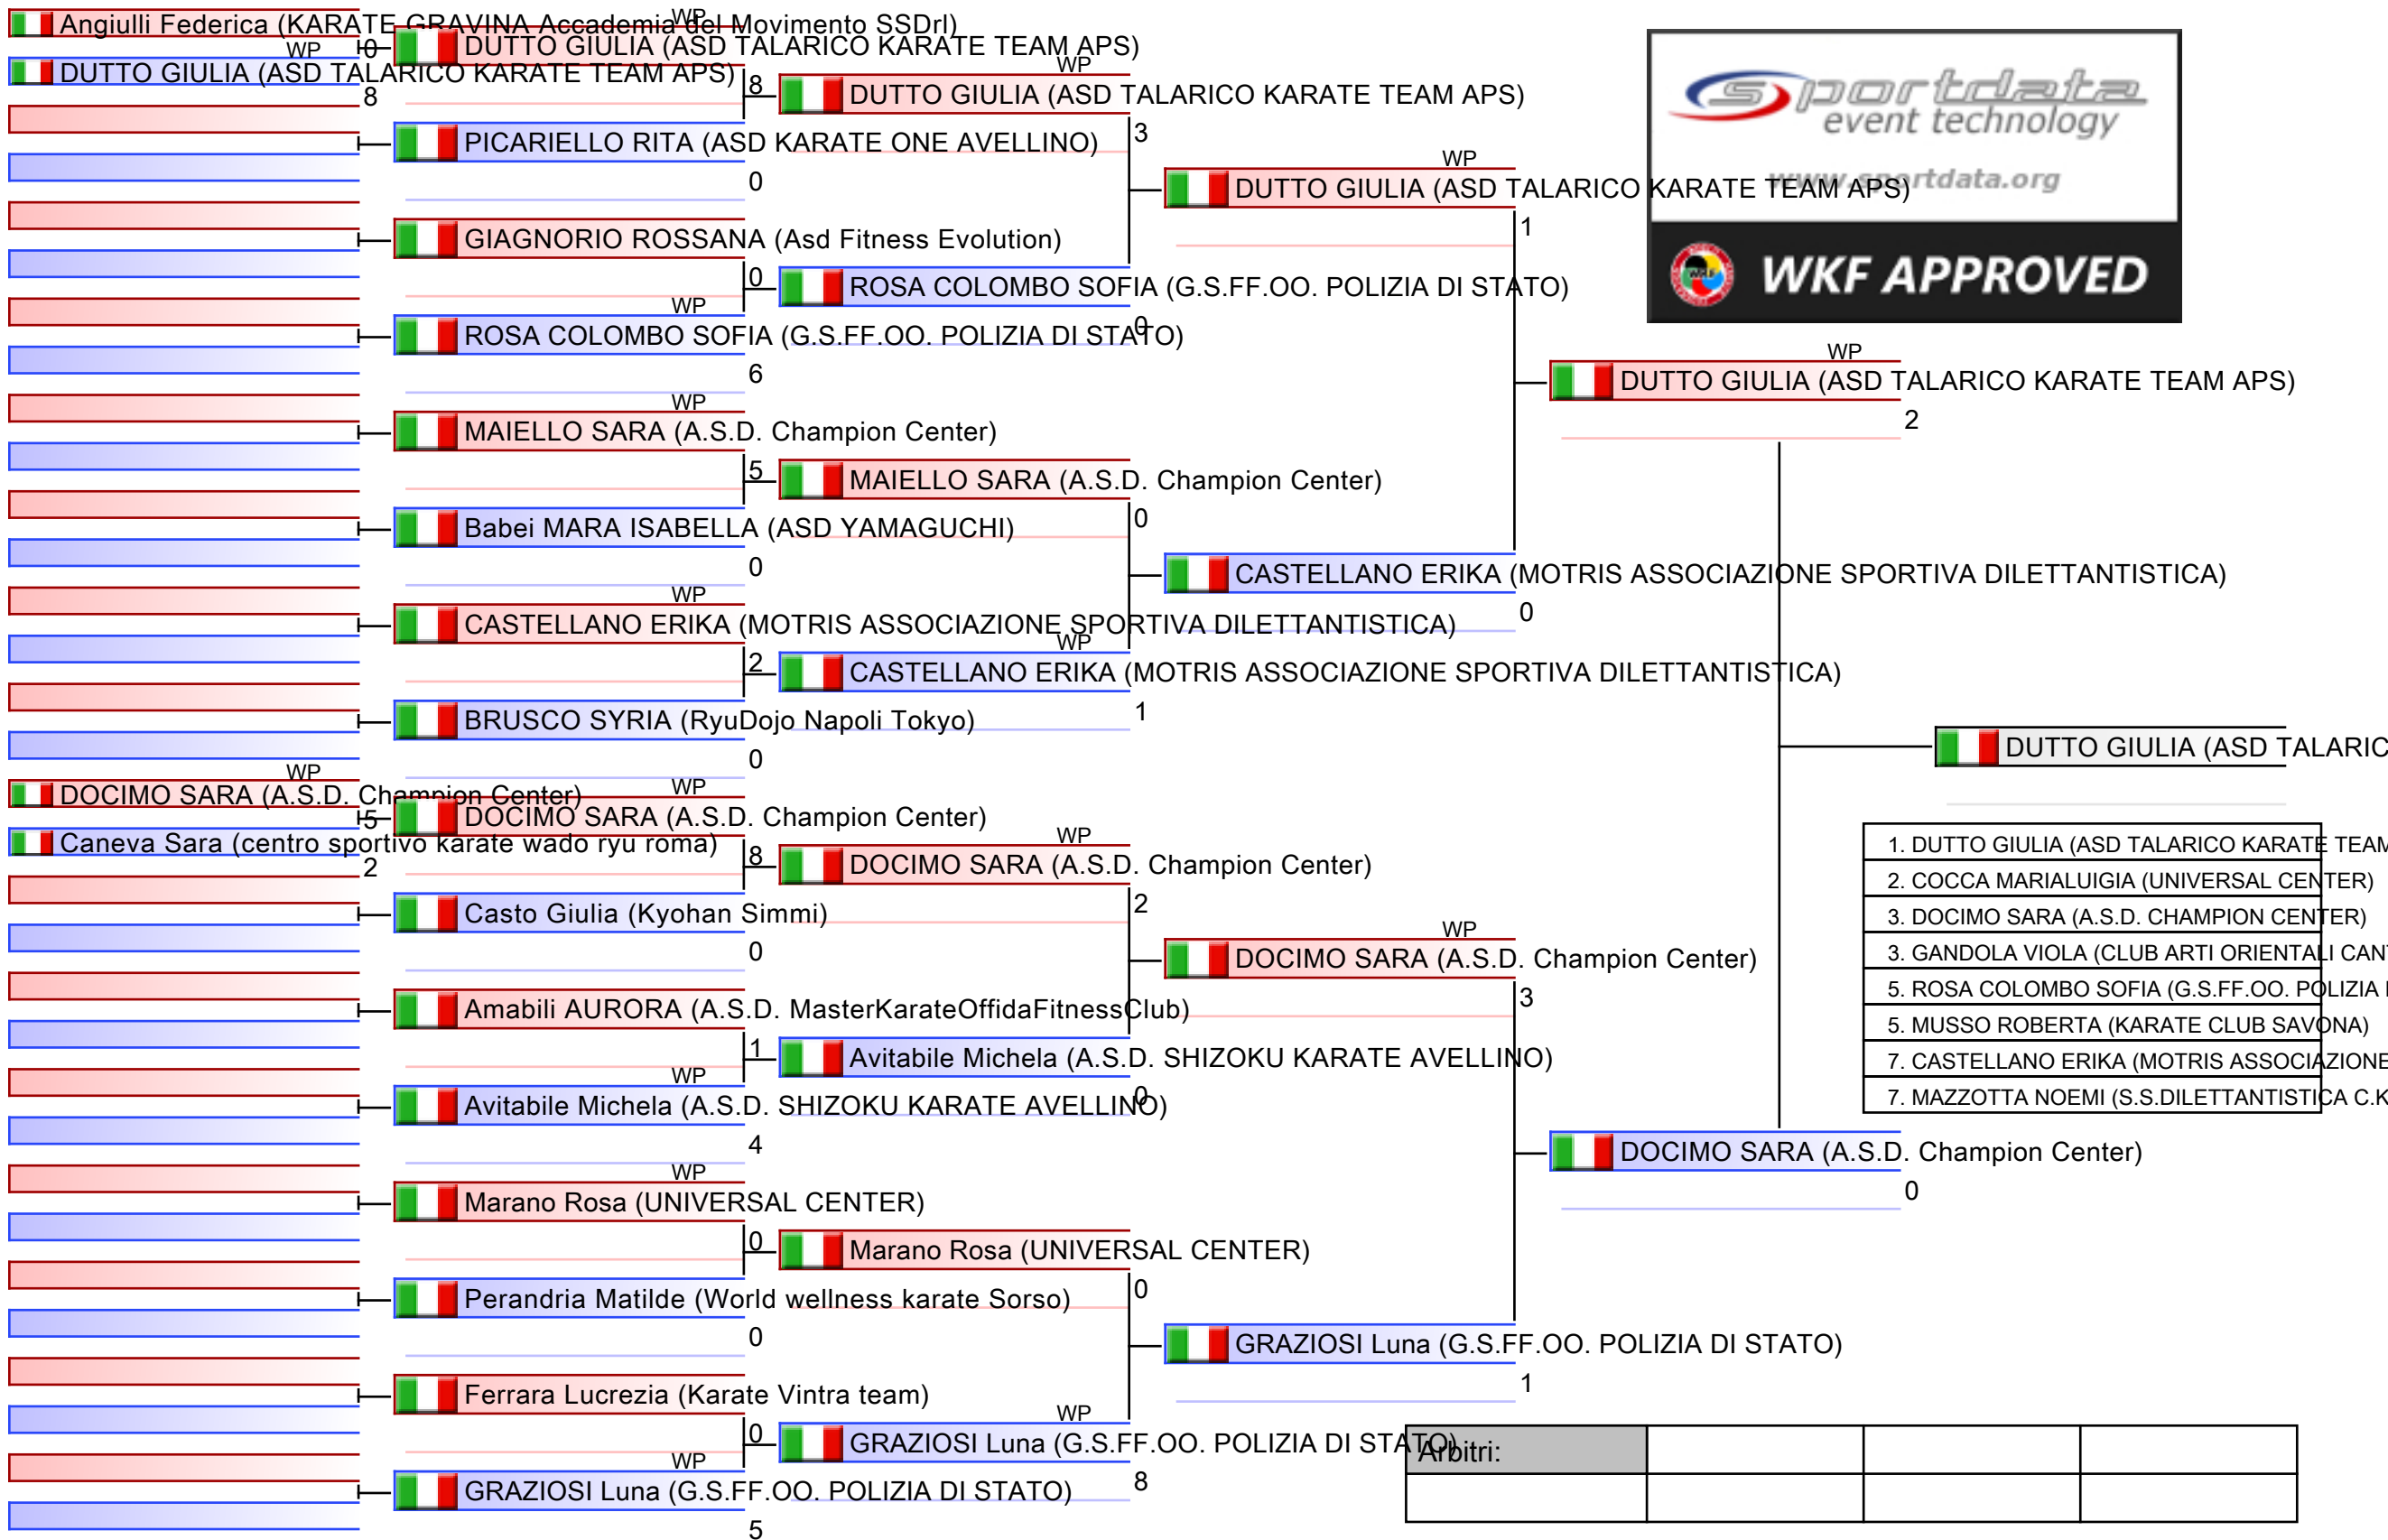 Angiulli Federica (KARATE GRAVINA Accademia del Movimento SSDrl)
0
WP
DUTTO GIULIA (ASD TALARICO KARATE TEAM APS)
8
WP
DOCIMO SARA (A.S.D. Champion Center)
5
Caneva Sara (centro sportivo karate wado ryu roma)
2
WP
DUTTO GIULIA (ASD TALARICO KARATE TEAM APS)
8
PICARIELLO RITA (ASD KARATE ONE AVELLINO)
0
GIAGNORIO ROSSANA (Asd Fitness Evolution)
0
WP
ROSA COLOMBO SOFIA (G.S.FF.OO. POLIZIA DI STATO)
6
WP
MAIELLO SARA (A.S.D. Champion Center)
5
Babei MARA ISABELLA (ASD YAMAGUCHI)
0
WP
CASTELLANO ERIKA (MOTRIS ASSOCIAZIONE SPORTIVA DILETTANTISTICA)
2
BRUSCO SYRIA (RyuDojo Napoli Tokyo)
0
WP
DOCIMO SARA (A.S.D. Champion Center)
8
Casto Giulia (Kyohan Simmi)
0
Amabili AURORA (A.S.D. MasterKarateOffidaFitnessClub)
1
WP
Avitabile Michela (A.S.D. SHIZOKU KARATE AVELLINO)
4
WP
Marano Rosa (UNIVERSAL CENTER)
0
Perandria Matilde (World wellness karate Sorso)
0
Ferrara Lucrezia (Karate Vintra team)
0
WP
GRAZIOSI Luna (G.S.FF.OO. POLIZIA DI STATO)
5
WP
DUTTO GIULIA (ASD TALARICO KARATE TEAM APS)
3
ROSA COLOMBO SOFIA (G.S.FF.OO. POLIZIA DI STATO)
0
MAIELLO SARA (A.S.D. Champion Center)
0
WP
CASTELLANO ERIKA (MOTRIS ASSOCIAZIONE SPORTIVA DILETTANTISTICA)
1
WP
DOCIMO SARA (A.S.D. Champion Center)
2
Avitabile Michela (A.S.D. SHIZOKU KARATE AVELLINO)
0
Marano Rosa (UNIVERSAL CENTER)
0
WP
GRAZIOSI Luna (G.S.FF.OO. POLIZIA DI STATO)
8
WP
DUTTO GIULIA (ASD TALARICO KARATE TEAM APS)
1
CASTELLANO ERIKA (MOTRIS ASSOCIAZIONE SPORTIVA DILETTANTISTICA)
0
WP
DOCIMO SARA (A.S.D. Champion Center)
3
GRAZIOSI Luna (G.S.FF.OO. POLIZIA DI STATO)
1
WP
DUTTO GIULIA (ASD TALARICO KARATE TEAM APS)
2
DOCIMO SARA (A.S.D. Champion Center)
0
DUTTO GIULIA (ASD TALARIC
sportdata
event technology
www.sportdata.org
WKF
WKF APPROVED
1. DUTTO GIULIA (ASD TALARICO KARATE TEAM
2. COCCA MARIALUIGIA (UNIVERSAL CENTER)
3. DOCIMO SARA (A.S.D. CHAMPION CENTER)
3. GANDOLA VIOLA (CLUB ARTI ORIENTALI CANT
5. ROSA COLOMBO SOFIA (G.S.FF.OO. POLIZIA
5. MUSSO ROBERTA (KARATE CLUB SAVONA)
7. CASTELLANO ERIKA (MOTRIS ASSOCIAZIONE
7. MAZZOTTA NOEMI (S.S.DILETTANTISTICA C.K
Arbitri: